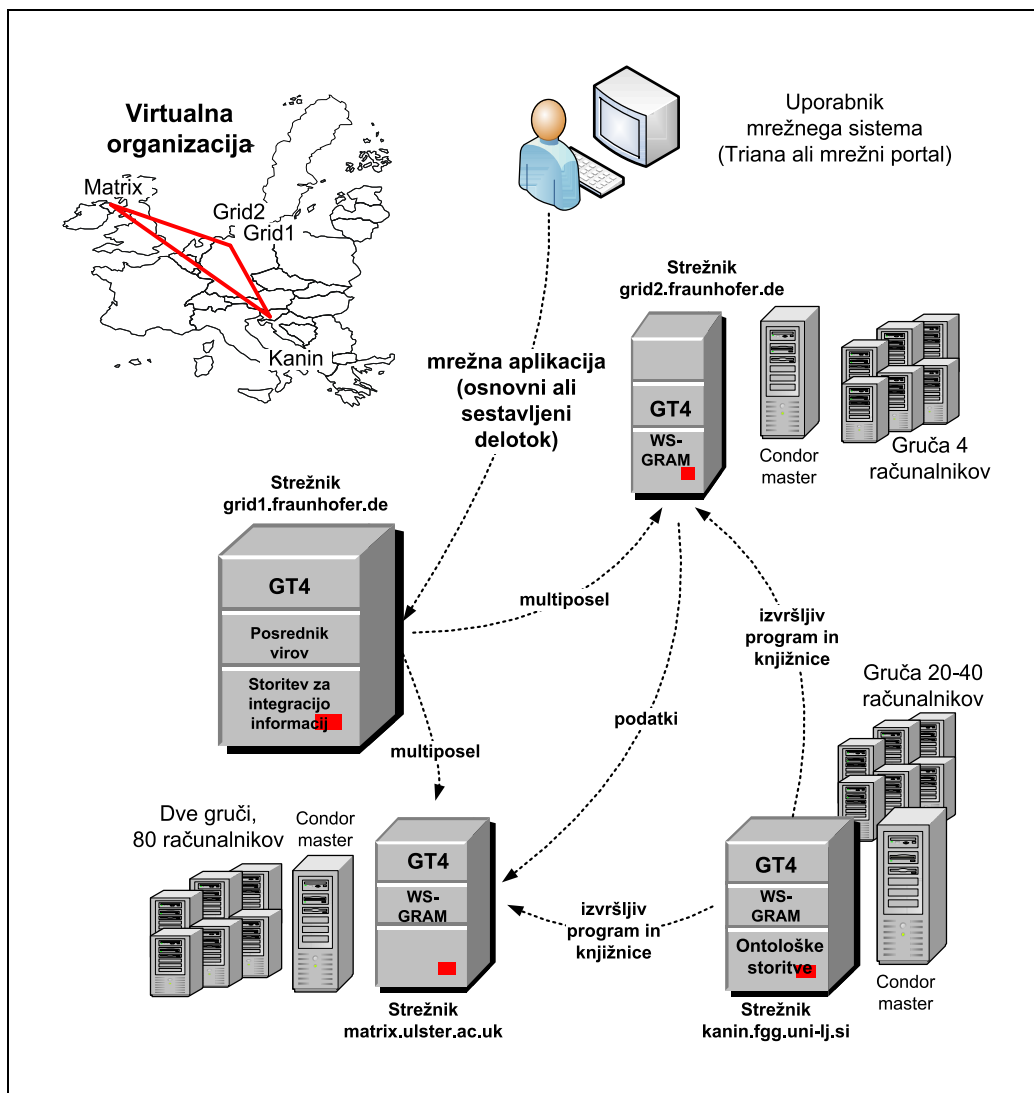 Virtualna
organizacija
Matrix
Grid2
Grid1
Kanin
Uporabnik
mrežnega sistema
(Triana ali mrežni portal)
mrežna aplikacija
(osnovni ali
sestavljeni
delotok)
Strežnik
grid2.fraunhofer.de
GT4
WS-
GRAM
Condor
master
Gruča 4
računalnikov
Strežnik
grid1.fraunhofer.de
GT4
Posrednik
virov
Storitev za
integracijo
informacij
multiposel
multiposel
podatki
izvršljiv
program in
knjižnice
Gruča 20-40
računalnikov
Dve gruči,
80 računalnikov
Condor
master
GT4
WS-
GRAM
Strežnik
matrix.ulster.ac.uk
izvršljiv
program in
knjižnice
GT4
WS-
GRAM
Ontološke
storitve
Strežnik
kanin.fgg.uni-lj.si
Condor
master